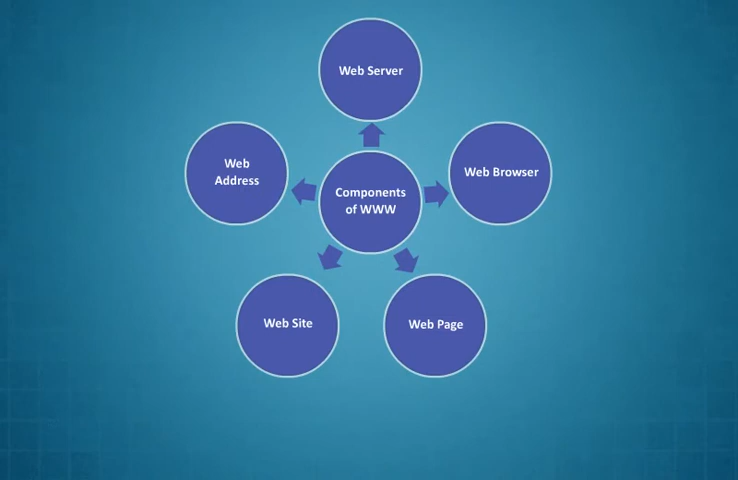 Web Server
Web
Address
Web Browser
Components
of WWW
Web Site
Web Page